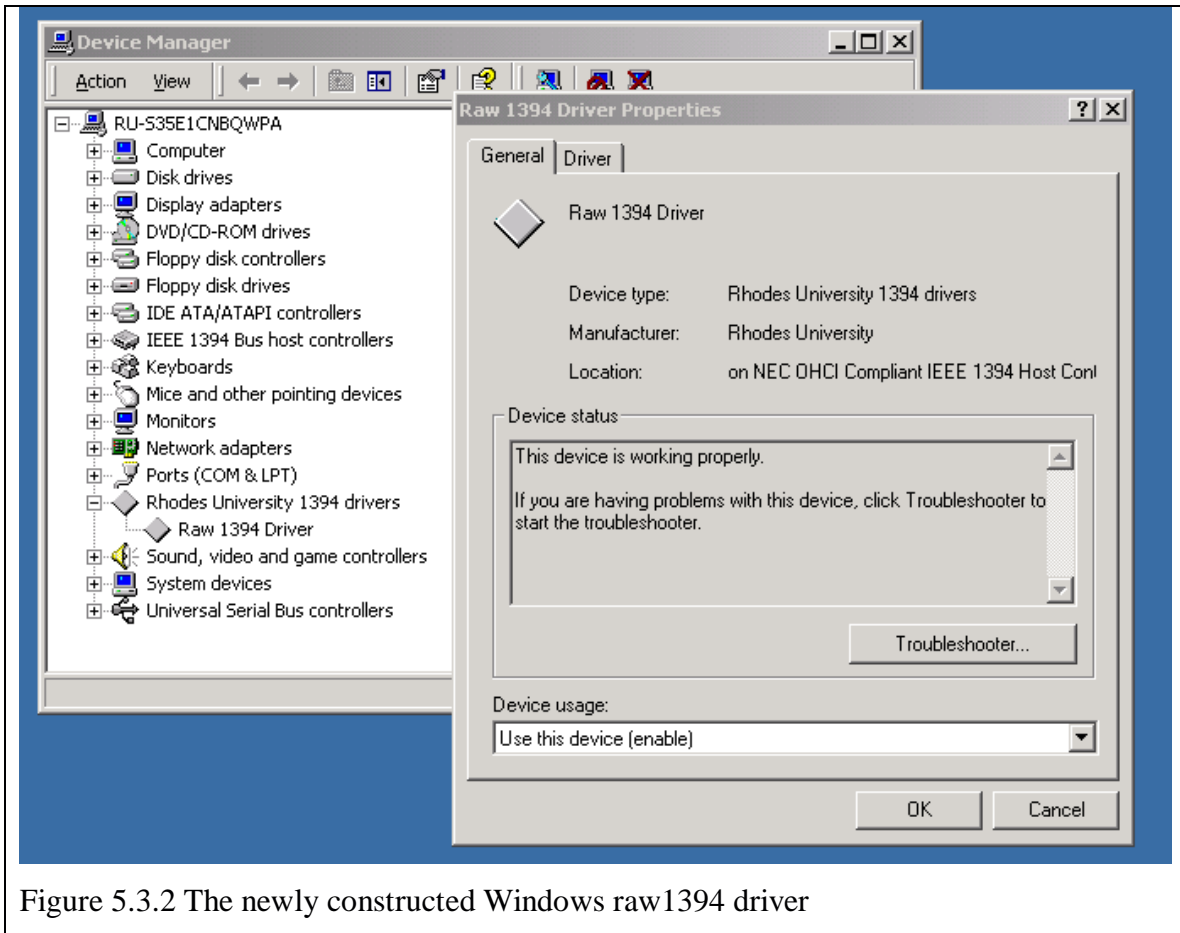 Device Manager
Action View
RU-S35E1CNBQWPA
Computer
Disk drives
Display adapters
DVD/CD-ROM drives
Floppy disk controllers
Floppy disk drives
IDE ATA/ATAPI controllers
IEEE 1394 Bus host controllers
Keyboards
Mice and other pointing devices
Monitors
Network adapters
Ports (COM & LPT)
Rhodes University 1394 drivers
Raw 1394 Driver
Sound, video and game controllers
System devices
Universal Serial Bus controllers
Raw 1394 Driver Properties
General Driver
Raw 1394 Driver
Device type: Rhodes University 1394 drivers
Manufacturer: Rhodes University
Location: on NEC OHCI Compliant IEEE 1394 Host Cont
Device status
This device is working properly.
If you are having problems with this device, click Troubleshooter to
start the troubleshooter.
Troubleshooter...
Device usage:
Use this device (enable)
OK Cancel
Figure 5.3.2 The newly constructed Windows raw1394 driver